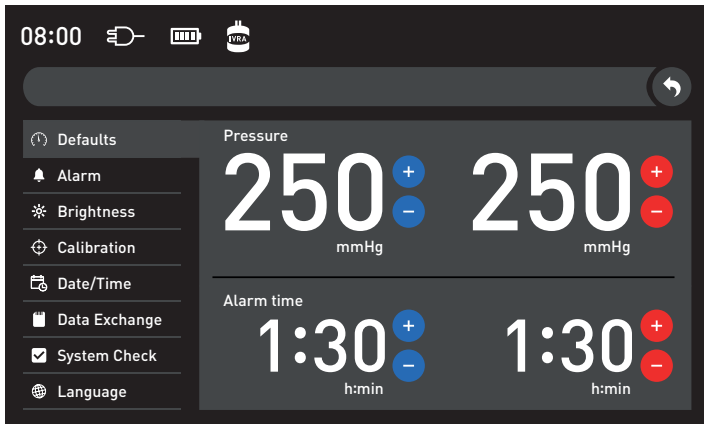 08:00
IVRA
Defaults
Alarm
Brightness
Calibration
Date/Time
Data Exchange
System Check
Language
Pressure
250 + − 250 + −
mmHg mmHg
Alarm time
1:30 + − 1:30 + −
h:min h:min